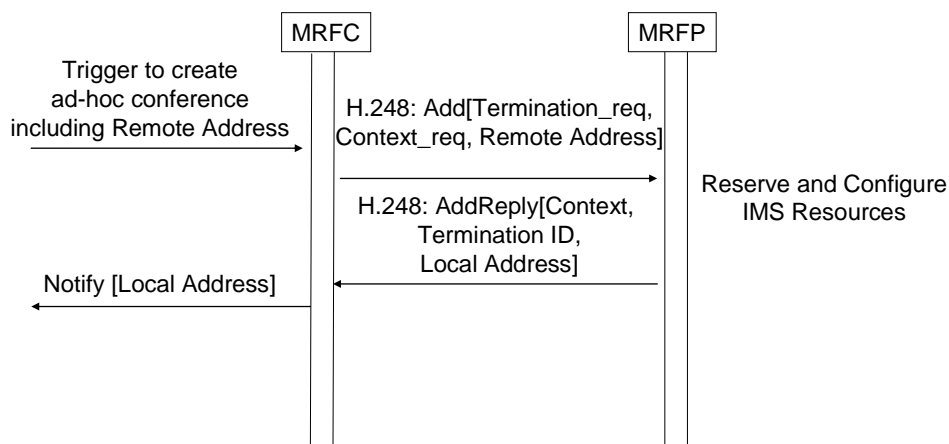 MRFC
MRFP
Trigger to create
ad-hoc conference
including Remote Address
H.248: Add[Termination_req,
Context_req, Remote Address]
Reserve and Configure
IMS Resources
H.248: AddReply[Context,
Termination ID,
Local Address]
Notify [Local Address]